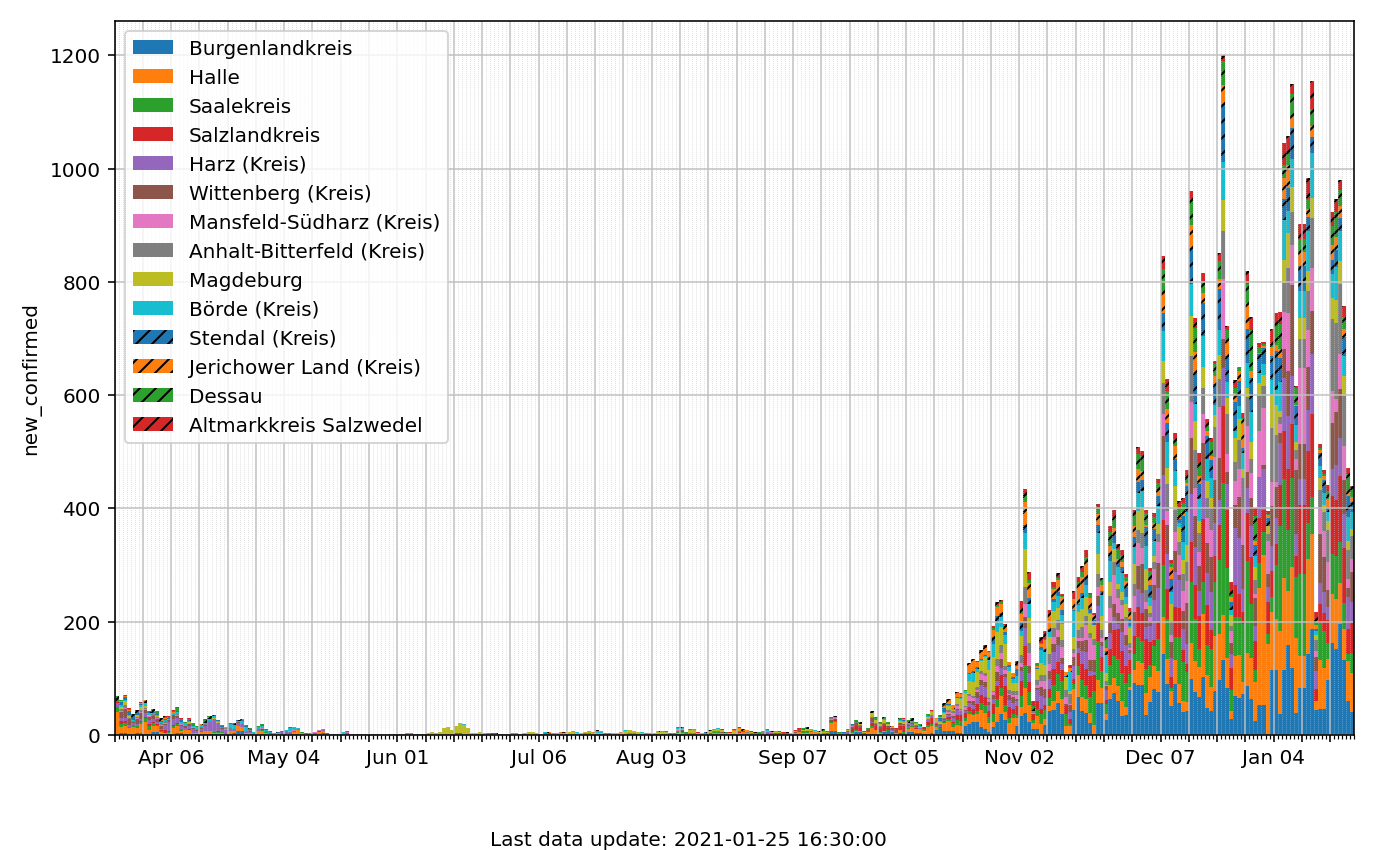 1200
1000
800
600
400
200
0
new_confirmed
Burgenlandkreis
Halle
Saalekreis
Salzlandkreis
Harz (Kreis)
Wittenberg (Kreis)
Mansfeld-Südharz (Kreis)
Anhalt-Bitterfeld (Kreis)
Magdeburg
Börde (Kreis)
Stendal (Kreis)
Jerichower Land (Kreis)
Dessau
Altmarkkreis Salzwedel
Apr 06 May 04 Jun 01 Jul 06 Aug 03 Sep 07 Oct 05 Nov 02 Dec 07 Jan 04
Last data update: 2021-01-25 16:30:00